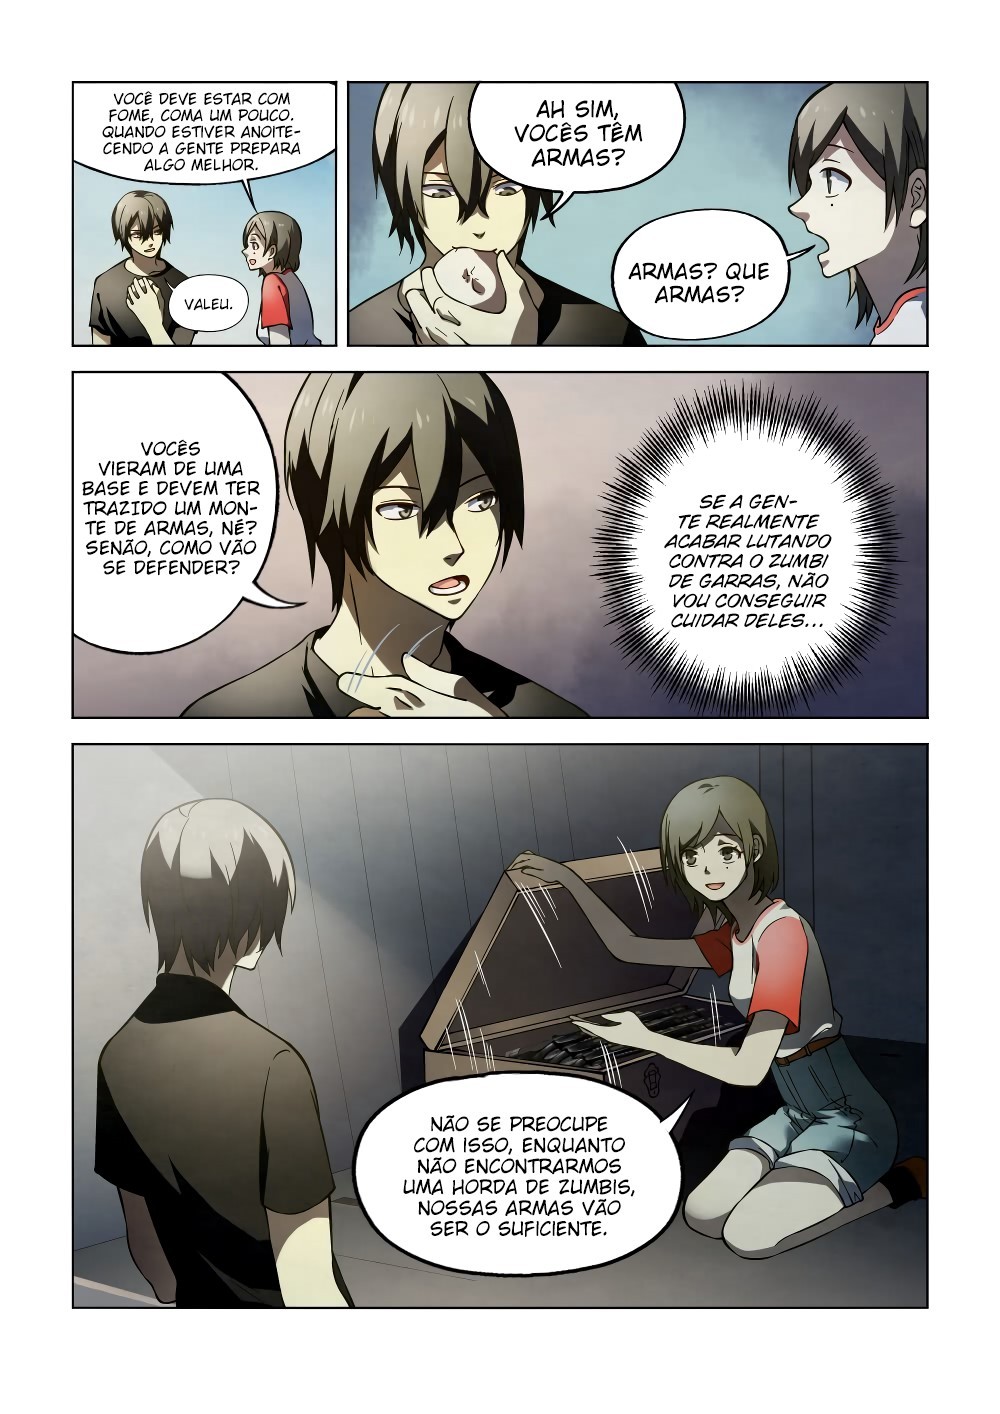 VOCÊ DEVE ESTAR COM
FOME, COMA UM POUCO.
QUANDO ESTIVER ANOITE-
CENDO A GENTE PREPARA
ALGO MELHOR.
VALEU.
AH SIM,
VOCÊS TÊM
ARMAS?
ARMAS? QUE
ARMAS?
VOCÊS
VIERAM DE UMA
BASE E DEVEM TER
TRAZIDO UM MON-
TE DE ARMAS, NÉ?
SENÃO, COMO VÃO
SE DEFENDER?
SE A GEN-
TE REALMENTE
ACABAR LUTANDO
CONTRA O ZUMBI
DE GARRAS, NÃO
VOU CONSEGUIR
CUIDAR DELES...
NÃO SE PREOCUPE
COM ISSO, ENQUANTO
NÃO ENCONTRARMOS
UMA HORDA DE ZUMBIS,
NOSSAS ARMAS VÃO
SER O SUFICIENTE.